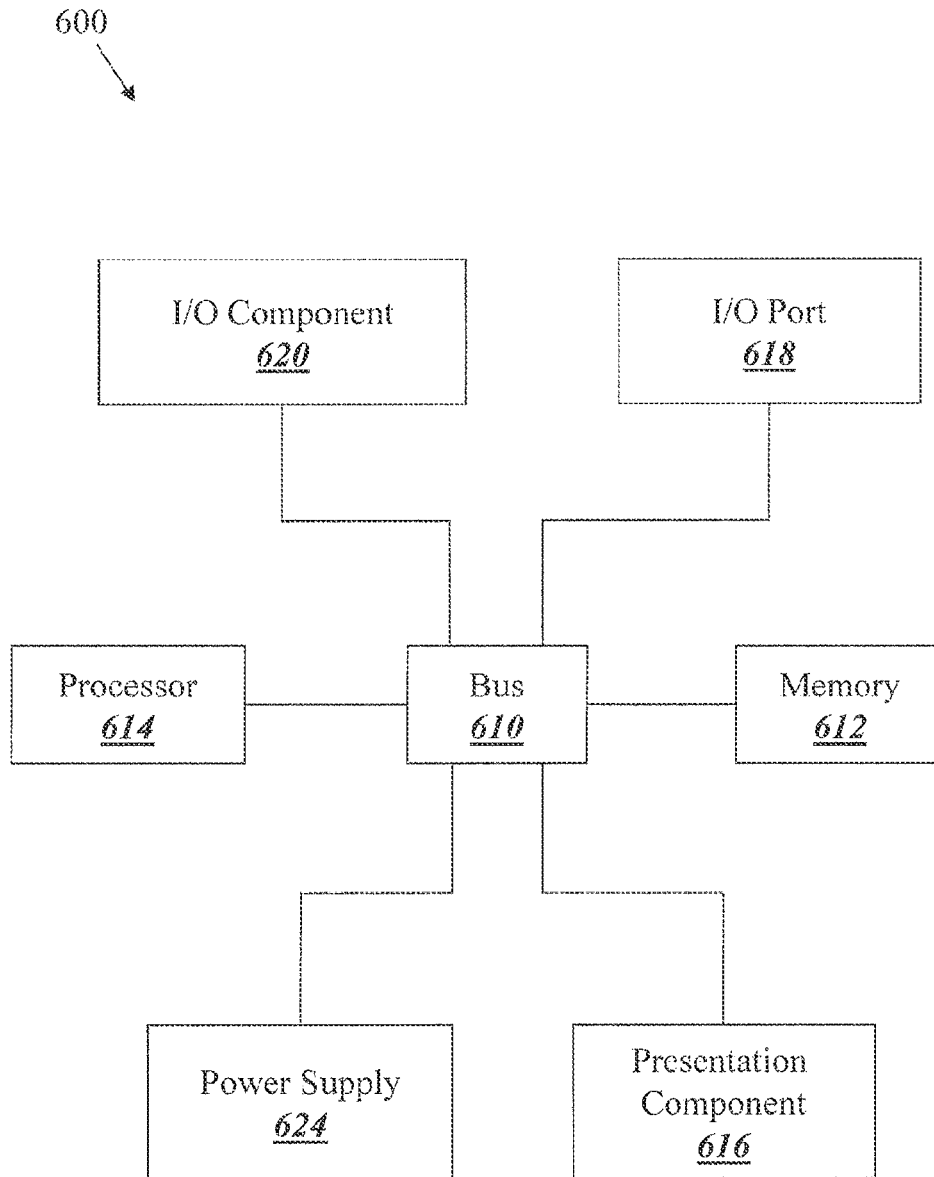 600
I/O Component
620
I/O Port
618
Processor
614
Bus
610
Memory
612
Power Supply
624
Presentation
Component
616